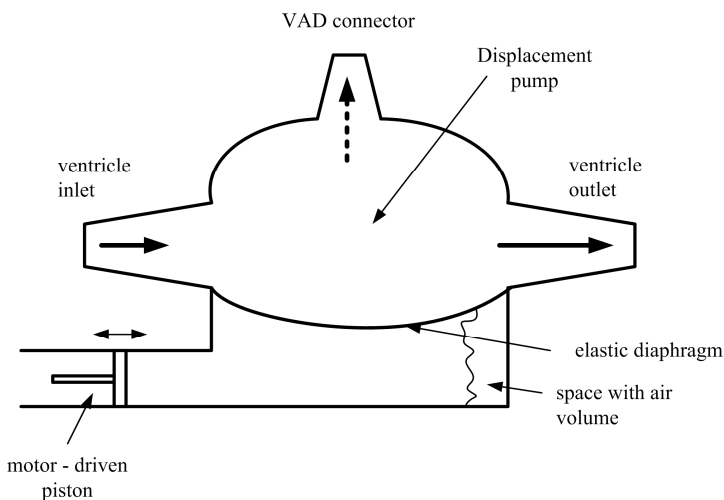 VAD connector
Displacement
pump
ventricle
inlet
ventricle
outlet
elastic diaphragm
space with air
volume
motor - driven
piston